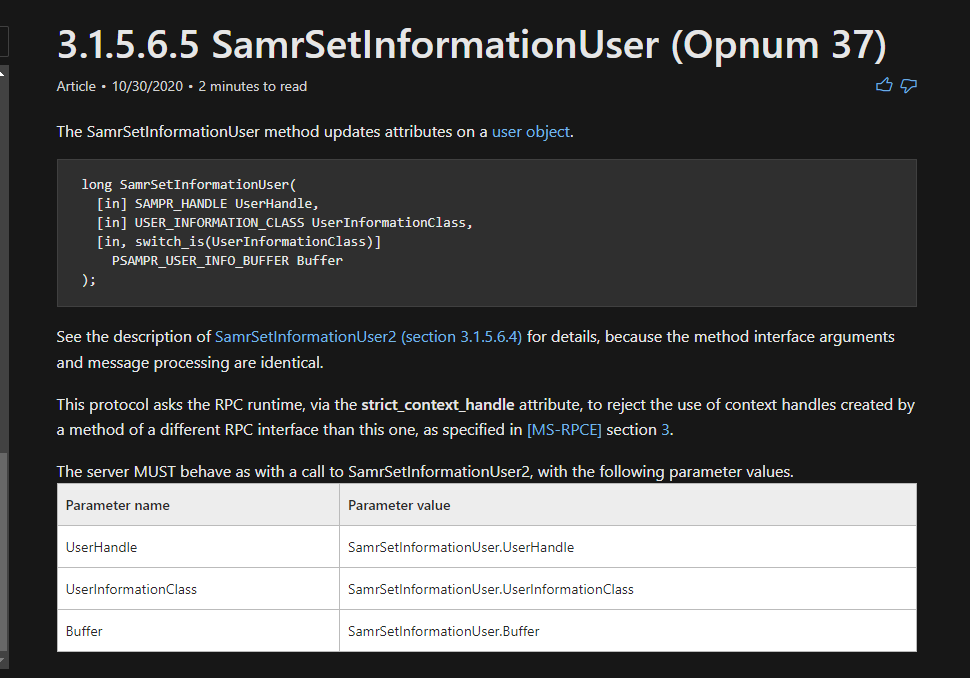 3.1.5.6.5 SamrSetInformationUser (Opnum 37)
Article • 10/30/2020 • 2 minutes to read
The SamrSetInformationUser method updates attributes on a user object.
long SamrSetInformationUser(
[in] SAMPR_HANDLE UserHandle,
[in] USER_INFORMATION_CLASS UserInformationClass,
[in, switch_is(UserInformationClass)]
PSAMPR_USER_INFO_BUFFER Buffer
);
See the description of SamrSetInformationUser2 (section 3.1.5.6.4) for details, because the method interface arguments
and message processing are identical.
This protocol asks the RPC runtime, via the strict_context_handle attribute, to reject the use of context handles created by
a method of a different RPC interface than this one, as specified in [MS-RPCE] section 3.
The server MUST behave as with a call to SamrSetInformationUser2, with the following parameter values.
Parameter name Parameter value
UserHandle SamrSetInformationUser.UserHandle
UserInformationClass SamrSetInformationUser.UserInformationClass
Buffer SamrSetInformationUser.Buffer